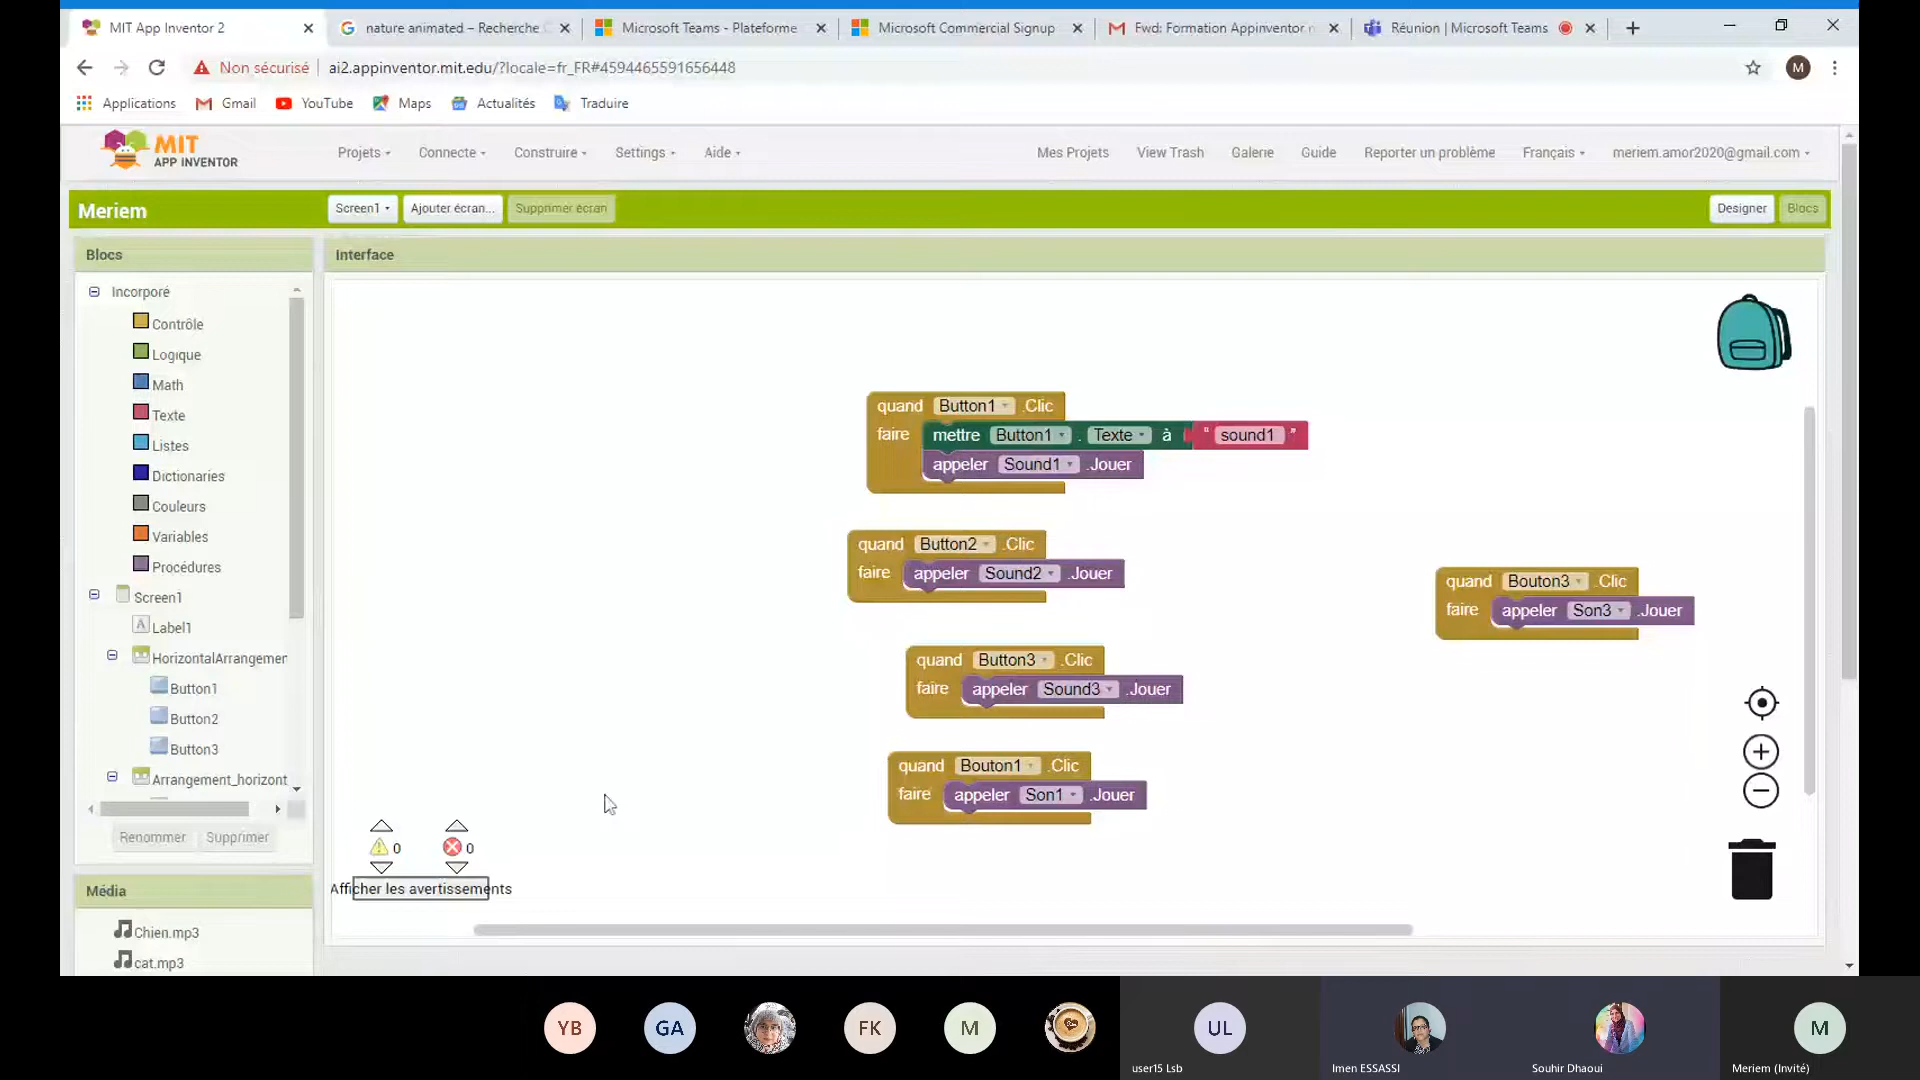 MIT App Inventor 2
nature animated – Recherche
Microsoft Teams - Plateforme
Microsoft Commercial Signup
Fwd: Formation Appinventor
Réunion | Microsoft Teams
Non sécurisé
ai2.appinventor.mit.edu/?locale=fr_FR#4594465591656448
M
Applications
Gmail
YouTube
Maps
Actualités
Traduire
MIT
APP INVENTOR
Projets
Connecte
Construire
Settings
Aide
Mes Projets
View Trash
Galerie
Guide
Reporter un problème
Français
meriem.amor2020@gmail.com
Meriem
Screen1
Ajouter écran...
Supprimer écran
Designer
Blocs
Blocs
Interface
Incorporé
Contrôle
Logique
Math
Texte
Listes
Dictionaries
Couleurs
Variables
Procédures
Screen1
A Label1
HorizontalArrangemen
Button1
Button2
Button3
Arrangement_horizont
Renommer
Supprimer
Média
Chien.mp3
cat.mp3
quand Button1 .Clic
faire mettre Button1 . Texte à " sound1 "
appeler Sound1 .Jouer
quand Button2 .Clic
faire appeler Sound2 .Jouer
quand Button3 .Clic
faire appeler Sound3 .Jouer
quand Bouton1 .Clic
faire appeler Son1 .Jouer
quand Bouton3 .Clic
faire appeler Son3 .Jouer
0
0
Afficher les avertissements
YB
GA
FK
M
UL
M
user15 Lsb
Imen ESSASSI
Souhir Dhaoui
Meriem (Invité)